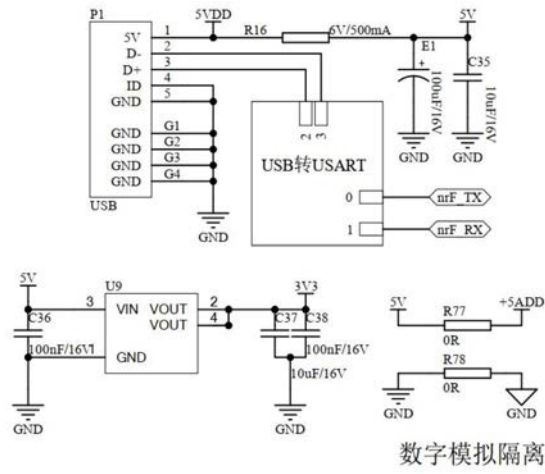 P1
5VDD
5V
1
5V
D-
2
D+
3
ID
4
GND
5
GND
G1
GND
G2
GND
G3
GND
G4
USB
GND
R16
6V/500mA
E1
+
100uF/16V
GND
C35
10uF/16V
GND
2
3
USB转USART
0
nrF_TX
1
nrF_RX
5V
U9
3V3
3
VIN
VOUT
2
VOUT
4
GND
1
C36
100nF/16V
GND
C37
C38
100nF/16V
10uF/16V
GND
5V
R77
+5ADD
0R
R78
0R
GND
GND
数字模拟隔离